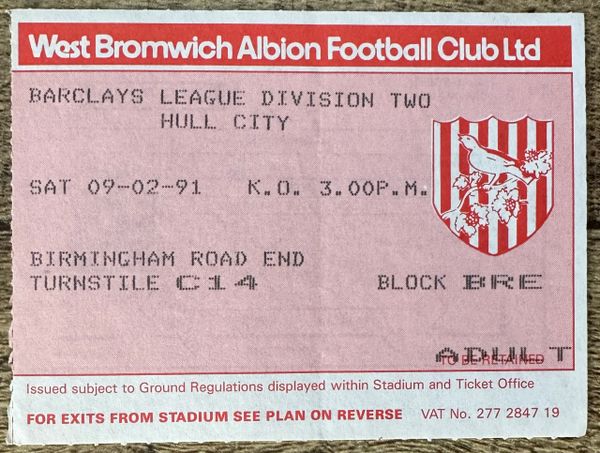 West Bromwich Albion Football Club Ltd
BARCLAYS LEAGUE DIVISION TWO
HULL CITY
SAT 09-02-91 K.O. 3.00P.M.
BIRMINGHAM ROAD END
TURNSTILE C14 BLOCK BRE
ADULT
TO BE RETAINED
Issued subject to Ground Regulations displayed within Stadium and Ticket Office
FOR EXITS FROM STADIUM SEE PLAN ON REVERSE VAT No. 277 2847 19